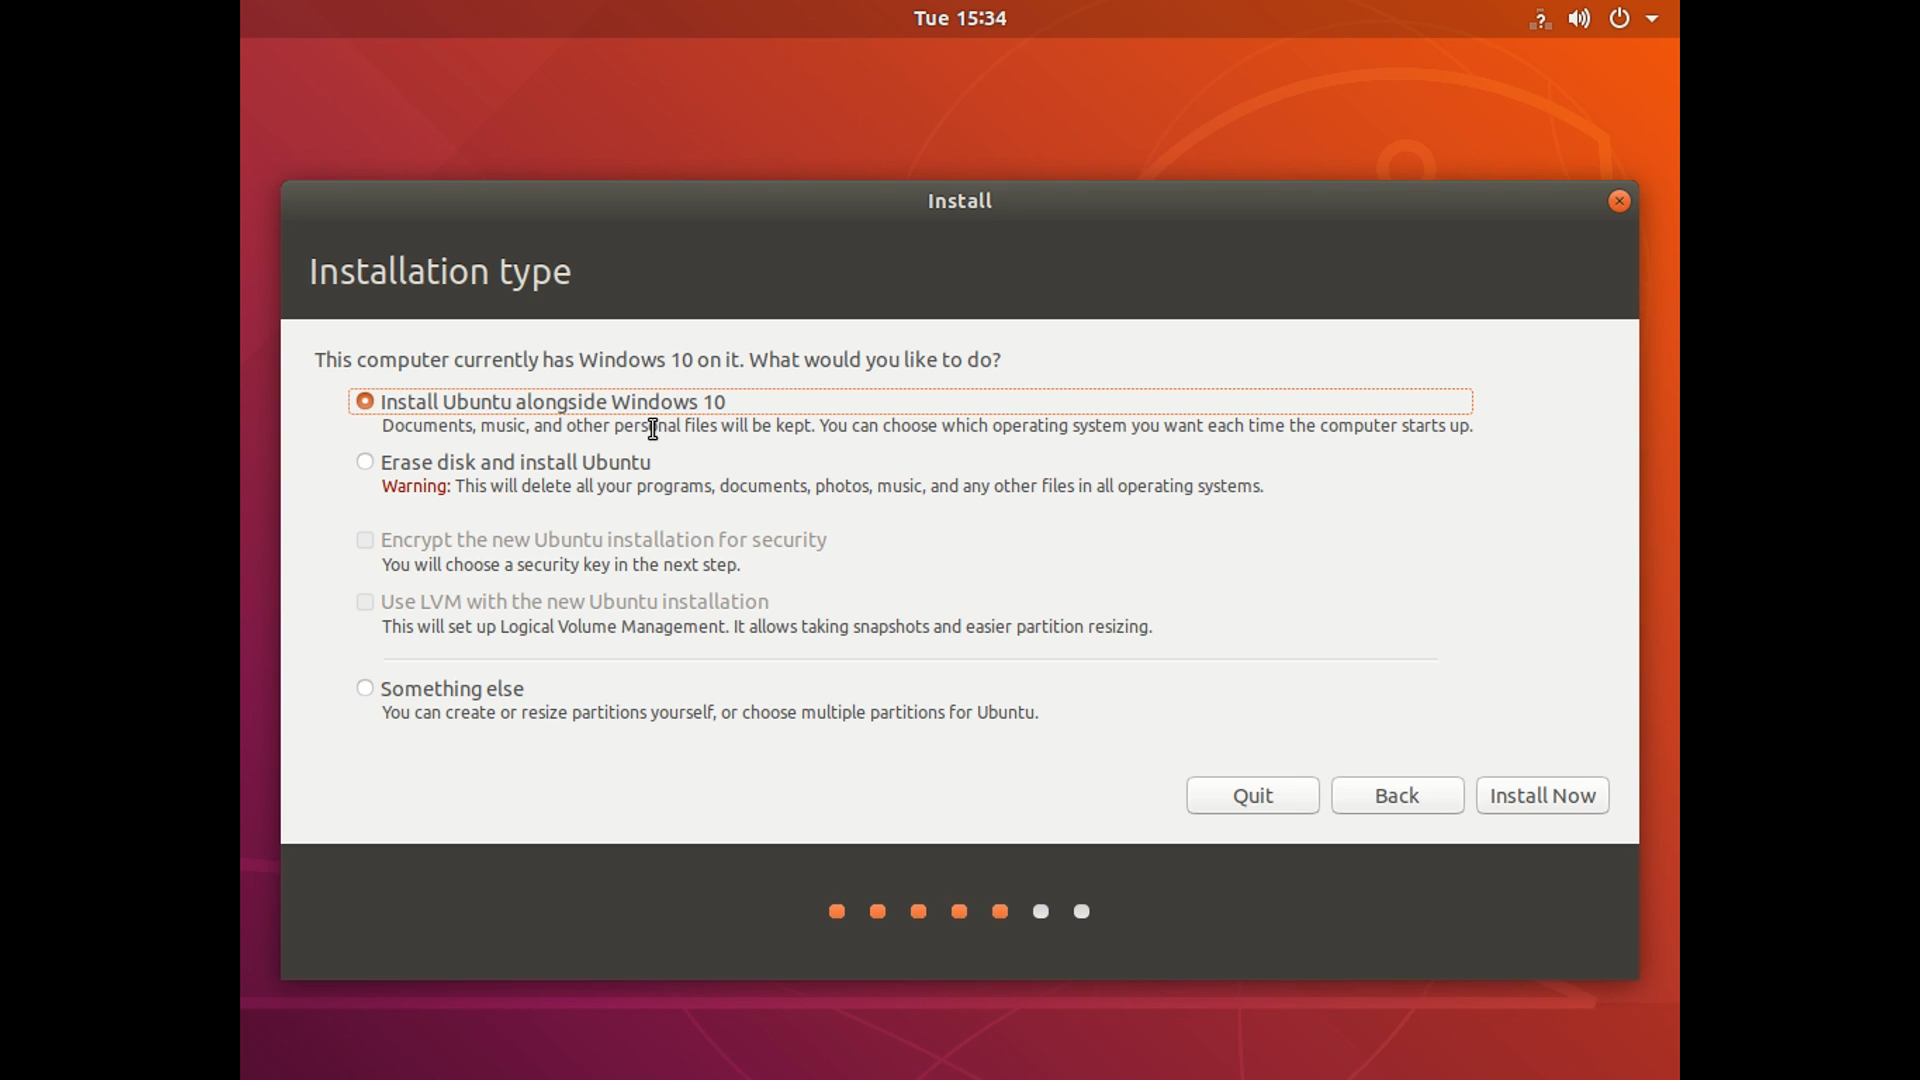 Tue 15:34
?
Install
Installation type
This computer currently has Windows 10 on it. What would you like to do?
Install Ubuntu alongside Windows 10
Documents, music, and other personal files will be kept. You can choose which operating system you want each time the computer starts up.
Erase disk and install Ubuntu
Warning: This will delete all your programs, documents, photos, music, and any other files in all operating systems.
Encrypt the new Ubuntu installation for security
You will choose a security key in the next step.
Use LVM with the new Ubuntu installation
This will set up Logical Volume Management. It allows taking snapshots and easier partition resizing.
Something else
You can create or resize partitions yourself, or choose multiple partitions for Ubuntu.
Quit
Back
Install Now